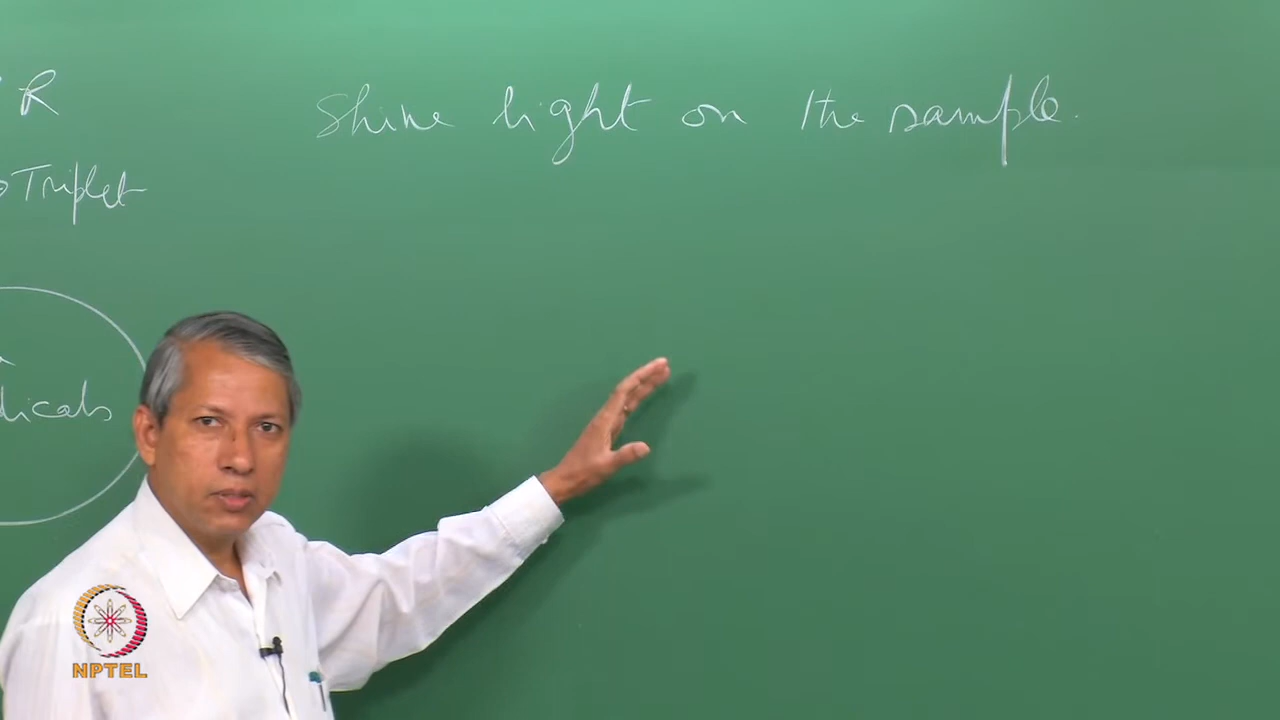 R
Shine light on the sample.
Triplet
dicals
NPTEL